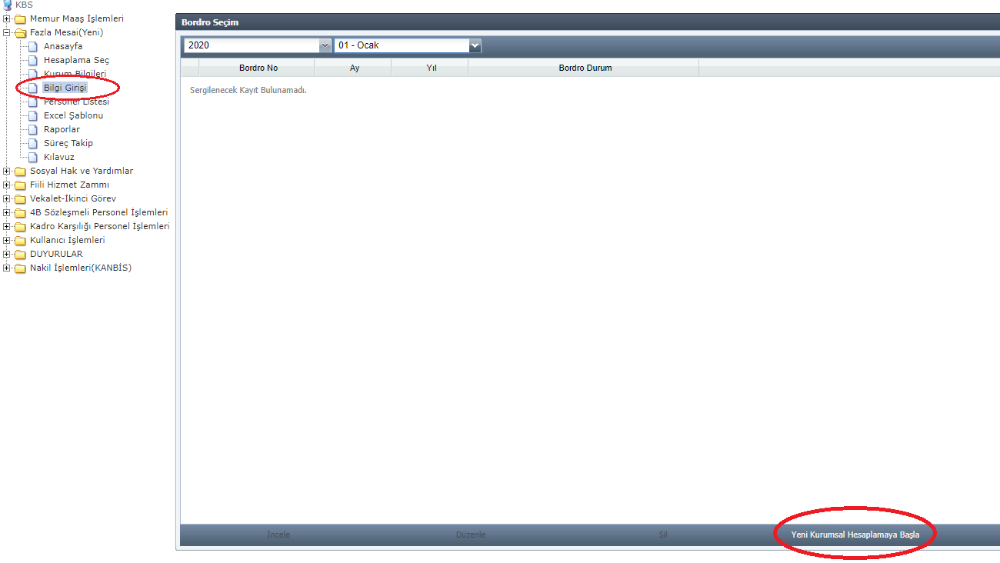 KBS
Memur Maaş İşlemleri
Fazla Mesai(Yeni)
Anasayfa
Hesaplama Seç
Kurum Bilgileri
Bilgi Girişi
Personel Listesi
Excel Şablonu
Raporlar
Süreç Takip
Kılavuz
Sosyal Hak ve Yardımlar
Fiili Hizmet Zammı
Vekalet-İkinci Görev
4B Sözleşmeli Personel İşlemleri
Kadro Karşılığı Personel İşlemleri
Kullanıcı İşlemleri
DUYURULAR
Nakil İşlemleri(KANBİS)
Bordro Seçim
2020 01 - Ocak
Bordro No Ay Yıl Bordro Durum
Sergilenecek Kayıt Bulunamadı.
İncele Düzenle Sil Yeni Kurumsal Hesaplamaya Başla